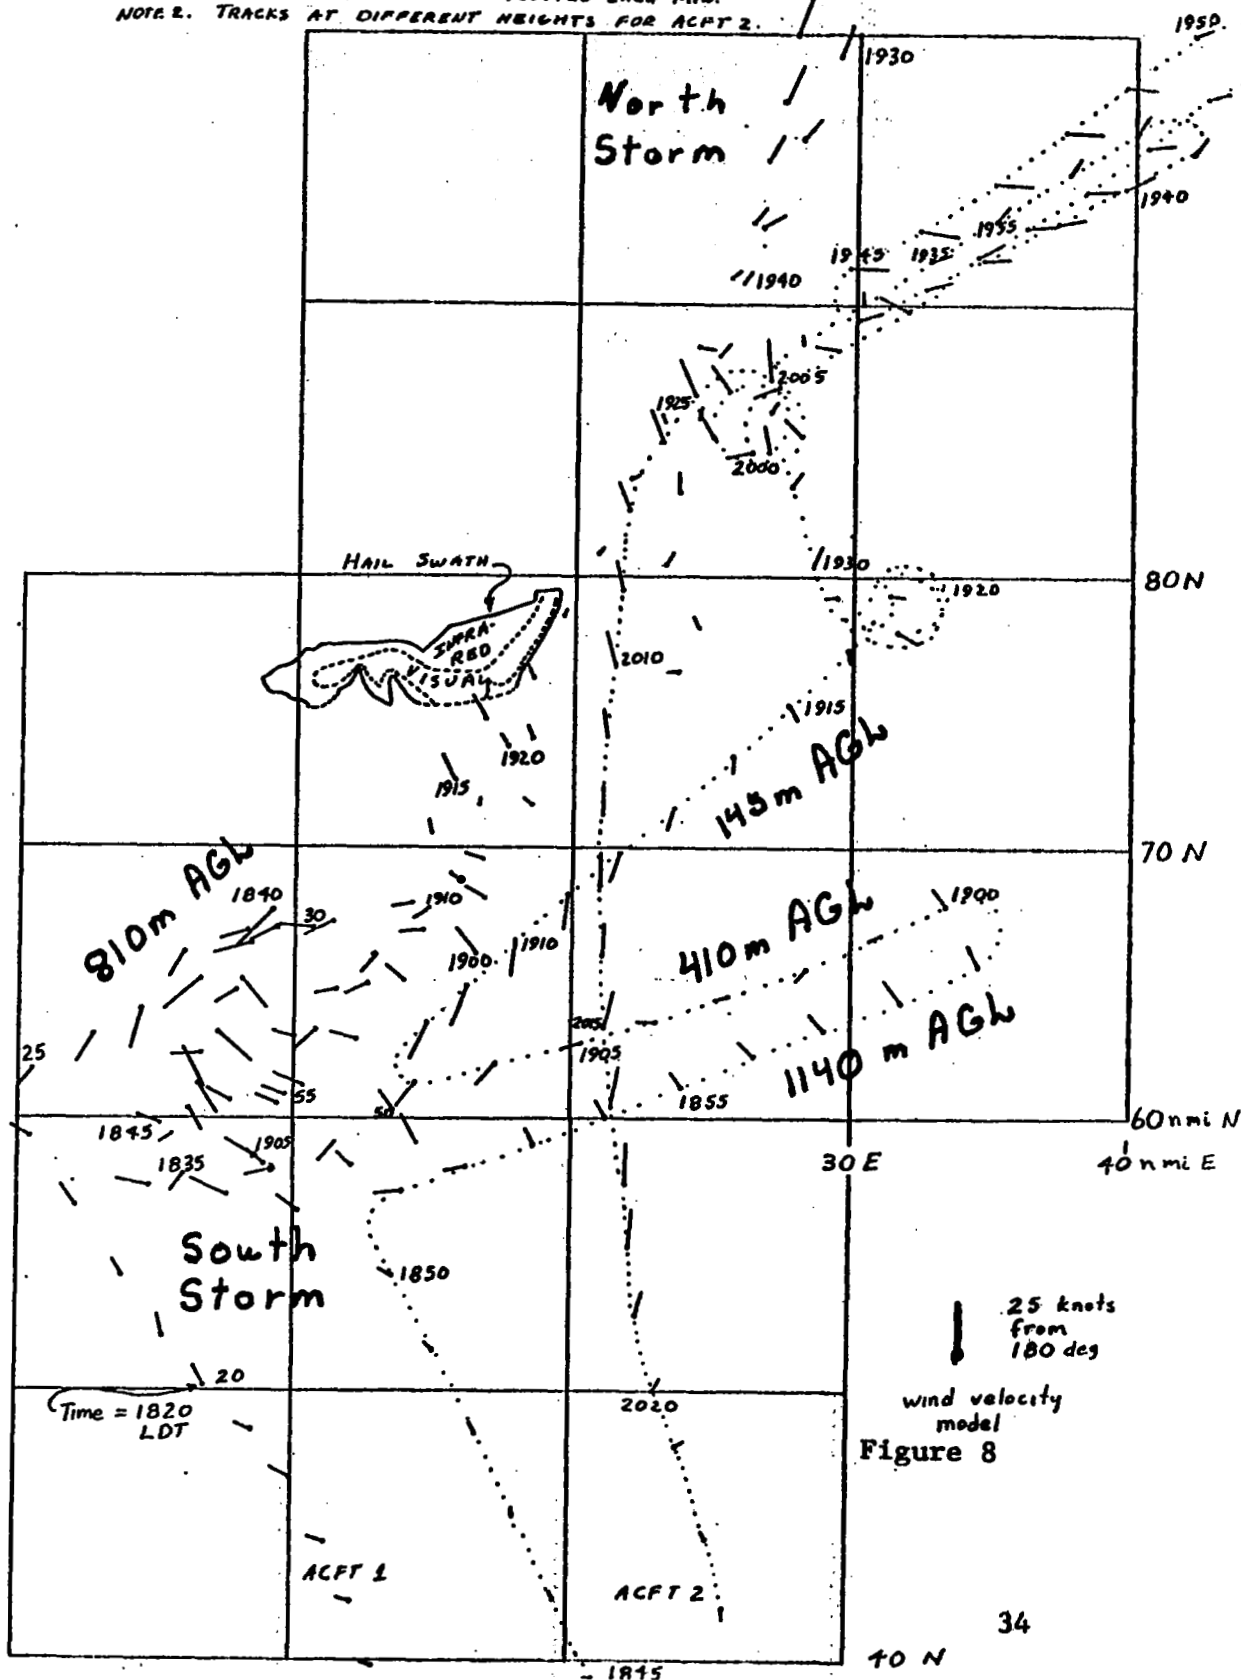 NOTE 2. TRACKS AT DIFFERENT HEIGHTS FOR ACFT 2.
1950.
1930
North
Storm
1940
1955
1945
1935
1940
2005
1925
2000
HAIL SWATH
1930
80N
1920
INFRA-
RED
VISUAL
2010
1915
1920
1915
145m AGL
810m AGL
70 N
1840
30
1910
1900
410m AGL
1910
1900
2015
25
1905
1140 m AGL
55
50
1855
60 nmi N
1845
1905
1835
30 E
40 nmi E
South
Storm
1850
25 knots
from
180 deg
20
Time = 1820
LDT
2020
wind velocity
model
Figure 8
ACFT 1
ACFT 2
34
40 N
1845